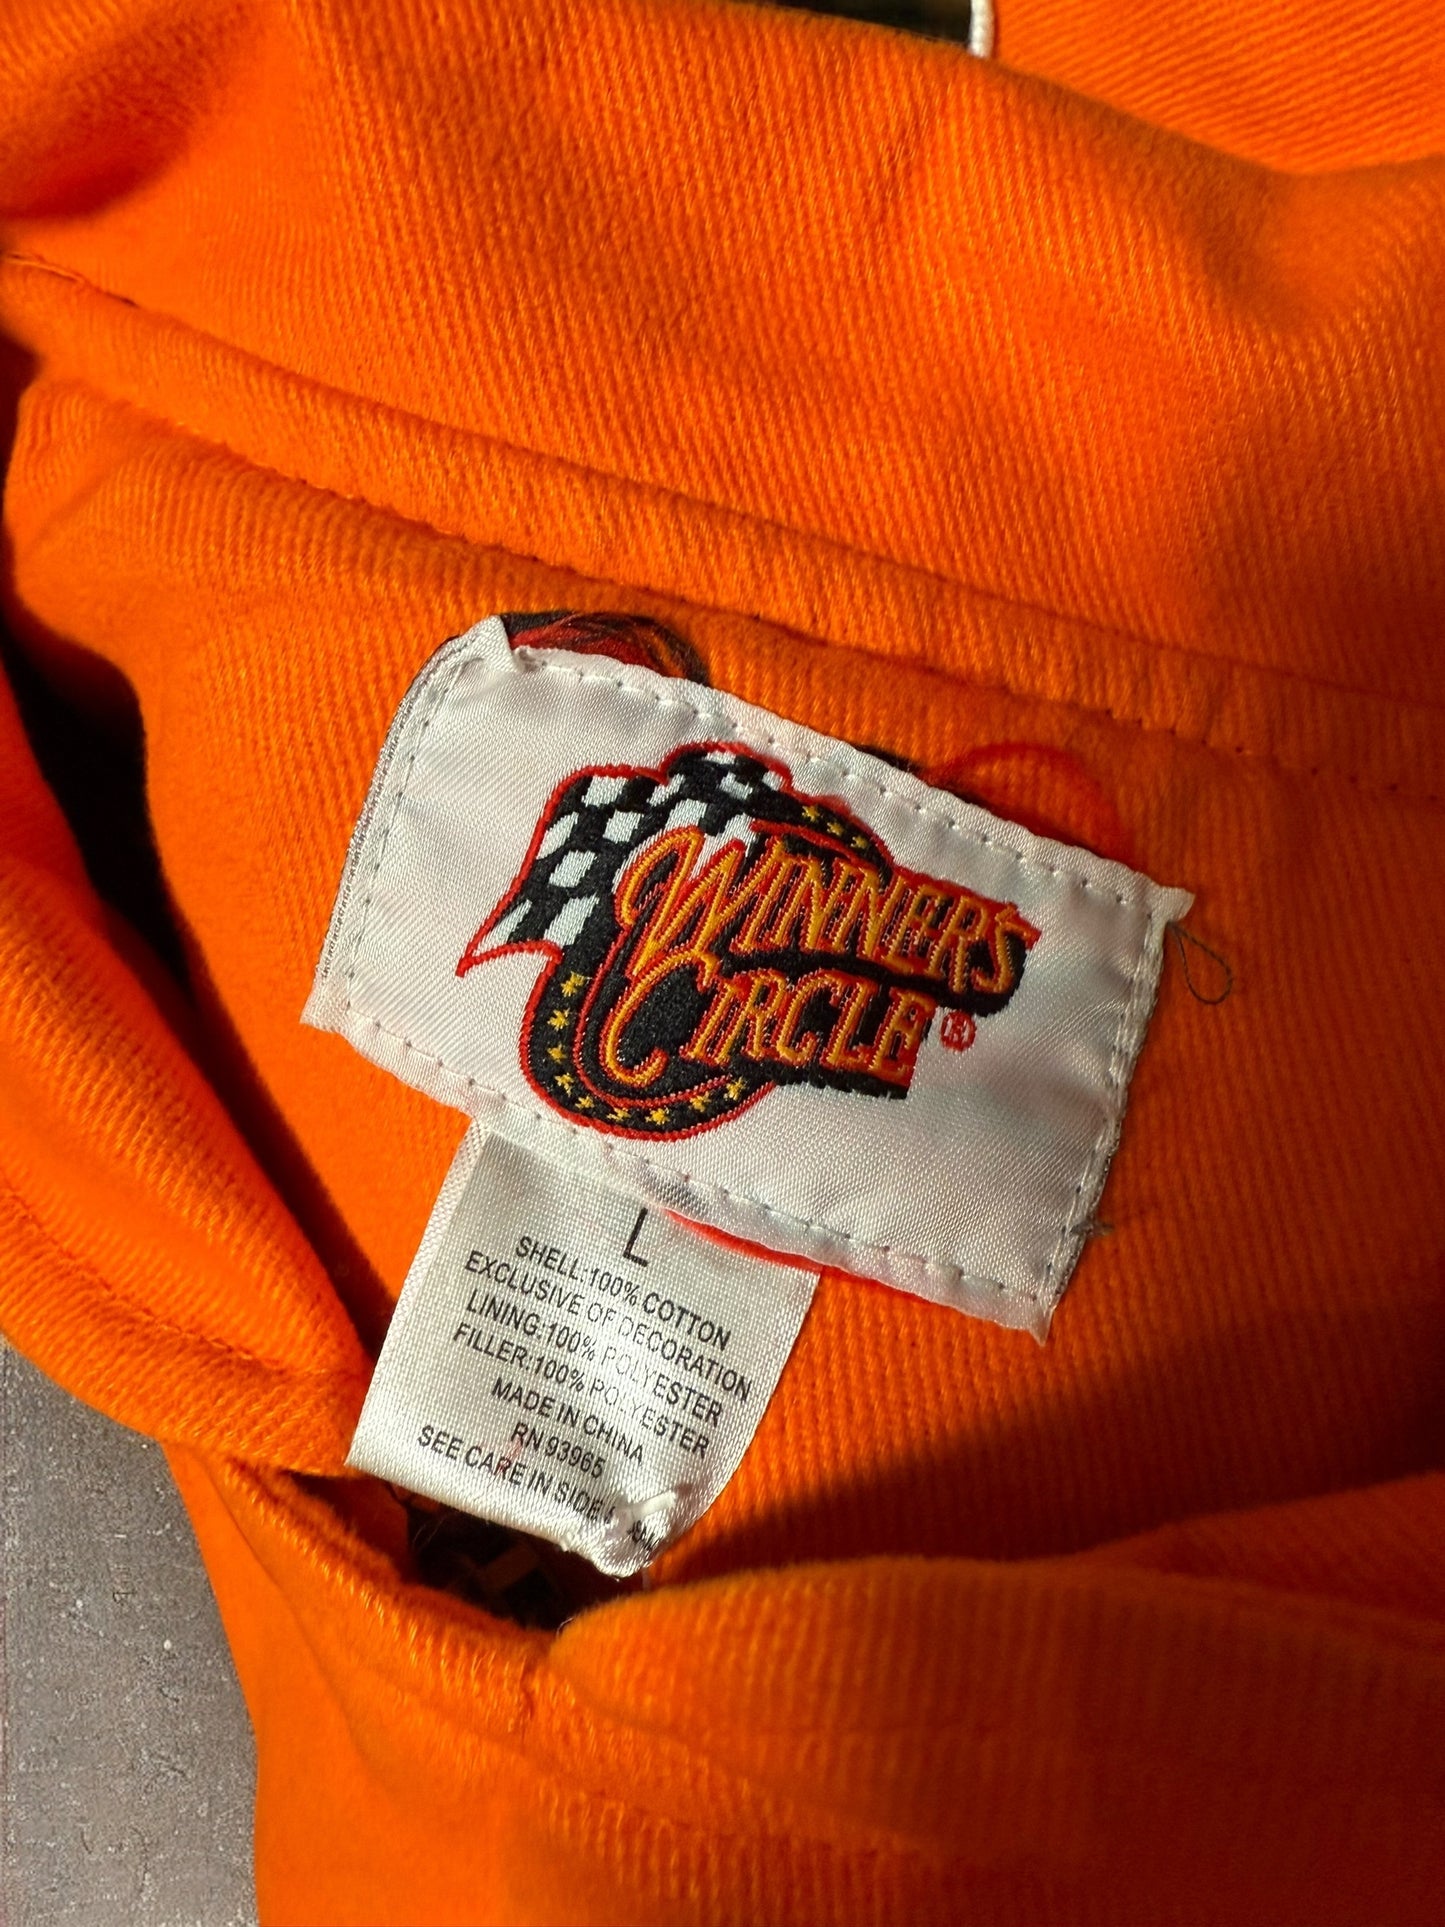 WINNER'S
CIRCLE®
L
SHELL:100% COTTON
EXCLUSIVE OF DECORATION
LINING:100% POLYESTER
FILLER:100% POLYESTER
MADE IN CHINA
RN 93965
SEE CARE IN SIDE